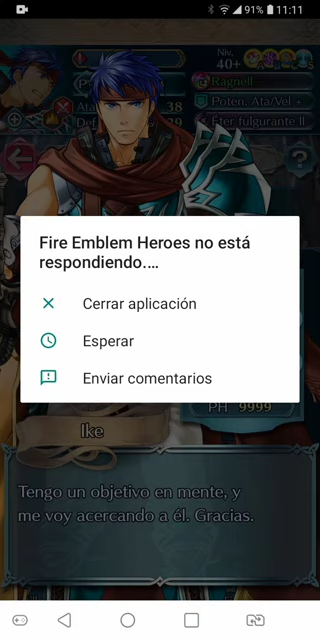 91% 11:11
Niv.
40+
Ragnell
Ata 38
Poten. Ata/Vel +
Def 39
Éter fulgurante II
Fire Emblem Heroes no está
respondiendo.…
Cerrar aplicación
Esperar
Enviar comentarios
PH 9999
Ike
Tengo un objetivo en mente, y
me voy acercando a él. Gracias.